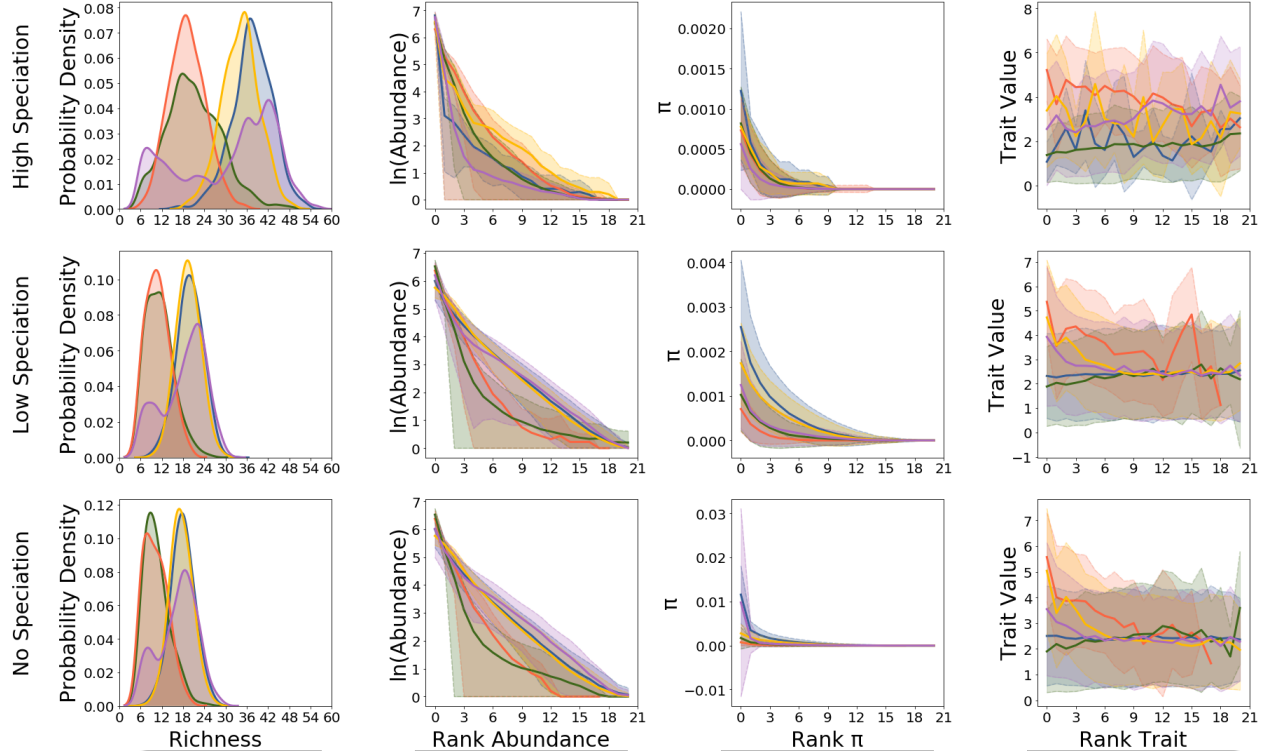 High Speciation
Probability Density
0.08
0.07
0.06
0.05
0.04
0.03
0.02
0.01
0.00
0 6 12 18 24 30 36 42 48 54 60
ln(Abundance)
7
6
5
4
3
2
1
0
0 3 6 9 12 15 18 21
π
0.0020
0.0015
0.0010
0.0005
0.0000
0 3 6 9 12 15 18 21
Trait Value
8
6
4
2
0
0 3 6 9 12 15 18 21
Low Speciation
Probability Density
0.10
0.08
0.06
0.04
0.02
0.00
0 6 12 18 24 30 36 42 48 54 60
ln(Abundance)
7
6
5
4
3
2
1
0
0 3 6 9 12 15 18 21
π
0.004
0.003
0.002
0.001
0.000
0 3 6 9 12 15 18 21
Trait Value
7
6
5
4
3
2
1
0
−1
0 3 6 9 12 15 18 21
No Speciation
Probability Density
0.12
0.10
0.08
0.06
0.04
0.02
0.00
0 6 12 18 24 30 36 42 48 54 60
Richness
ln(Abundance)
7
6
5
4
3
2
1
0
0 3 6 9 12 15 18 21
Rank Abundance
π
0.03
0.02
0.01
0.00
−0.01
0 3 6 9 12 15 18 21
Rank π
Trait Value
7
6
5
4
3
2
1
0
0 3 6 9 12 15 18 21
Rank Trait